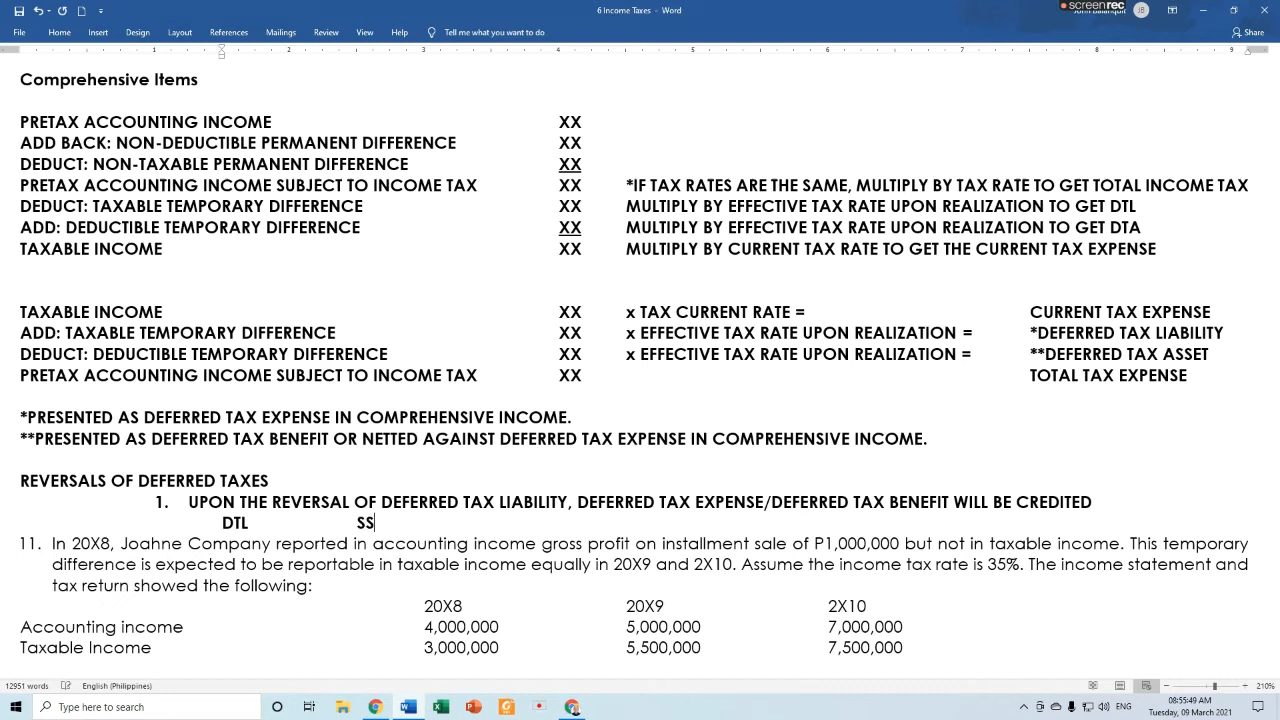 6 Income Taxes - Word
screenrec
JB
File Home Insert Design Layout References Mailings Review View Help Tell me what you want to do Share
1 2 3 4 5 6 7 8 9
Comprehensive Items
PRETAX ACCOUNTING INCOME XX
ADD BACK: NON-DEDUCTIBLE PERMANENT DIFFERENCE XX
DEDUCT: NON-TAXABLE PERMANENT DIFFERENCE XX
PRETAX ACCOUNTING INCOME SUBJECT TO INCOME TAX XX *IF TAX RATES ARE THE SAME, MULTIPLY BY TAX RATE TO GET TOTAL INCOME TAX
DEDUCT: TAXABLE TEMPORARY DIFFERENCE XX MULTIPLY BY EFFECTIVE TAX RATE UPON REALIZATION TO GET DTL
ADD: DEDUCTIBLE TEMPORARY DIFFERENCE XX MULTIPLY BY EFFECTIVE TAX RATE UPON REALIZATION TO GET DTA
TAXABLE INCOME XX MULTIPLY BY CURRENT TAX RATE TO GET THE CURRENT TAX EXPENSE
TAXABLE INCOME XX x TAX CURRENT RATE = CURRENT TAX EXPENSE
ADD: TAXABLE TEMPORARY DIFFERENCE XX x EFFECTIVE TAX RATE UPON REALIZATION = *DEFERRED TAX LIABILITY
DEDUCT: DEDUCTIBLE TEMPORARY DIFFERENCE XX x EFFECTIVE TAX RATE UPON REALIZATION = **DEFERRED TAX ASSET
PRETAX ACCOUNTING INCOME SUBJECT TO INCOME TAX XX TOTAL TAX EXPENSE
*PRESENTED AS DEFERRED TAX EXPENSE IN COMPREHENSIVE INCOME.
**PRESENTED AS DEFERRED TAX BENEFIT OR NETTED AGAINST DEFERRED TAX EXPENSE IN COMPREHENSIVE INCOME.
REVERSALS OF DEFERRED TAXES
1. UPON THE REVERSAL OF DEFERRED TAX LIABILITY, DEFERRED TAX EXPENSE/DEFERRED TAX BENEFIT WILL BE CREDITED
DTL SS
11. In 20X8, Joahne Company reported in accounting income gross profit on installment sale of P1,000,000 but not in taxable income. This temporary
difference is expected to be reportable in taxable income equally in 20X9 and 2X10. Assume the income tax rate is 35%. The income statement and
tax return showed the following:
20X8 20X9 2X10
Accounting income 4,000,000 5,000,000 7,000,000
Taxable Income 3,000,000 5,500,000 7,500,000
12951 words English (Philippines) 210%
Type here to search ENG 08:55:49 AM
Tuesday, 09 March 2021